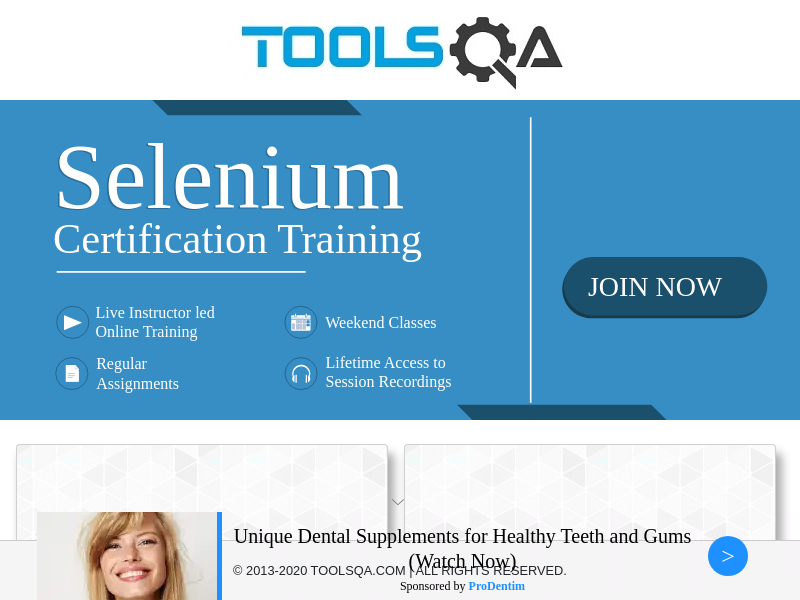 TOOLSQA
Selenium
Certification Training
Live Instructor led
Online Training
Weekend Classes
Regular
Assignments
Lifetime Access to
Session Recordings
JOIN NOW
Unique Dental Supplements for Healthy Teeth and Gums
(Watch Now)
© 2013-2020 TOOLSQA.COM | ALL RIGHTS RESERVED.
Sponsored by ProDentim
>